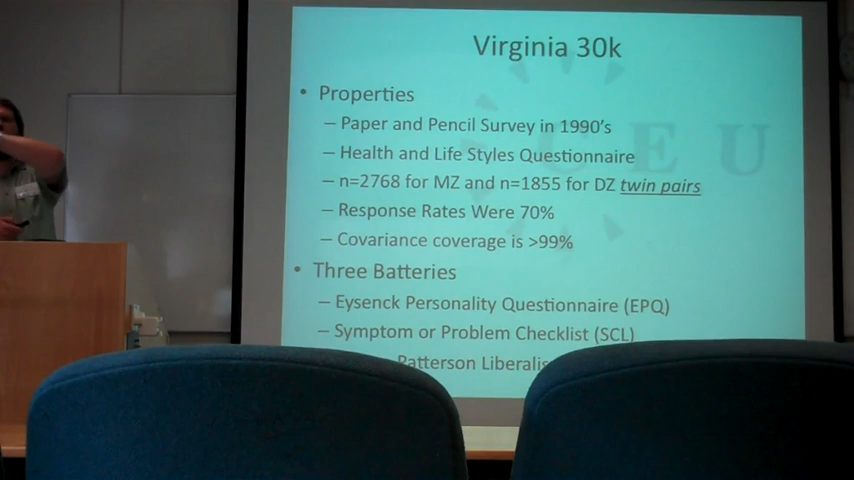 Virginia 30k
• Properties
– Paper and Pencil Survey in 1990's
– Health and Life Styles Questionnaire
– n=2768 for MZ and n=1855 for DZ twin pairs
– Response Rates Were 70%
– Covariance coverage is >99%
• Three Batteries
– Eysenck Personality Questionnaire (EPQ)
– Symptom or Problem Checklist (SCL)
Patterson
CEU